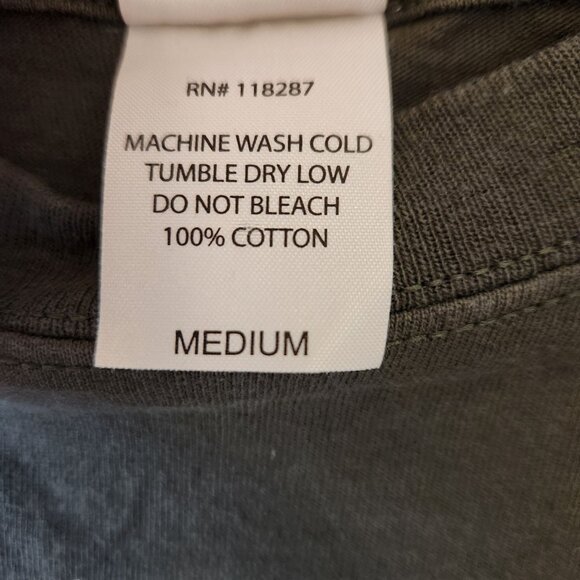 RN# 118287
MACHINE WASH COLD
TUMBLE DRY LOW
DO NOT BLEACH
100% COTTON
MEDIUM